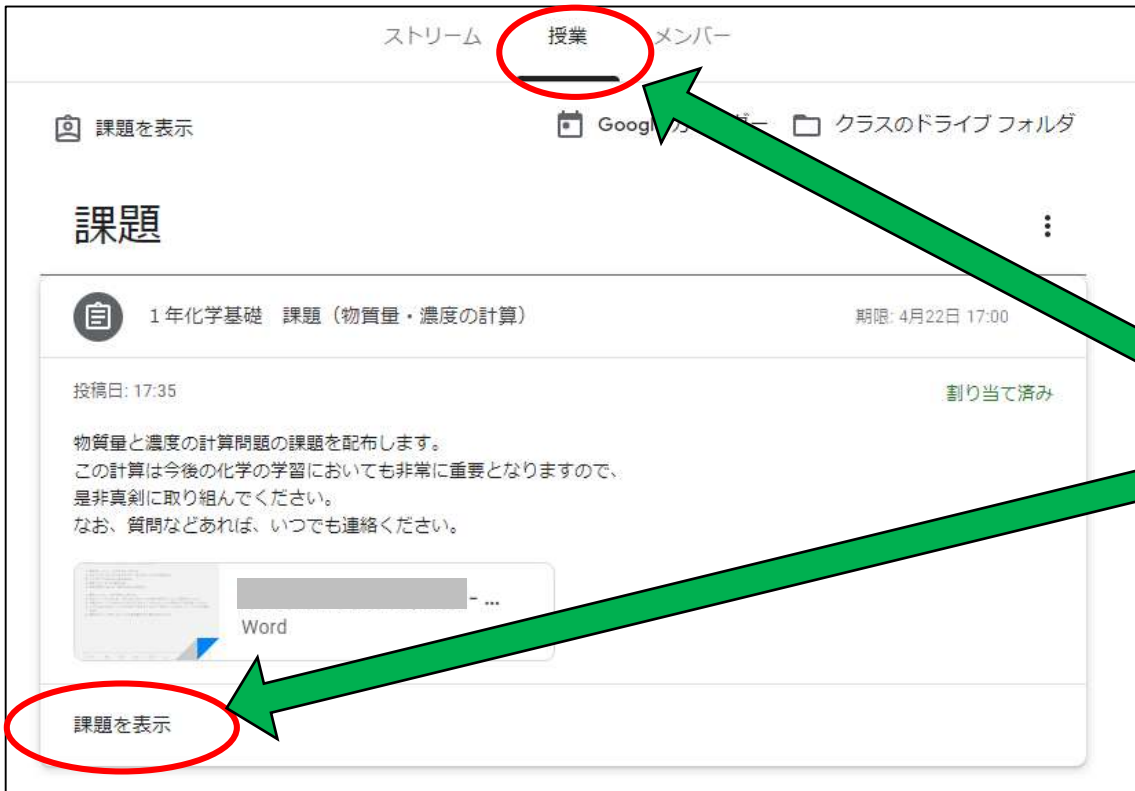 ストリーム 授業 メンバー
課題を表示 Googl クラスのドライブ フォルダ
課題
1年化学基礎 課題（物質量・濃度の計算） 期限: 4月22日 17:00
投稿日: 17:35 割り当て済み
物質量と濃度の計算問題の課題を配布します。
この計算は今後の化学の学習においても非常に重要となりますので、
是非真剣に取り組んでください。
なお、質問などあれば、いつでも連絡ください。
- ...
Word
課題を表示